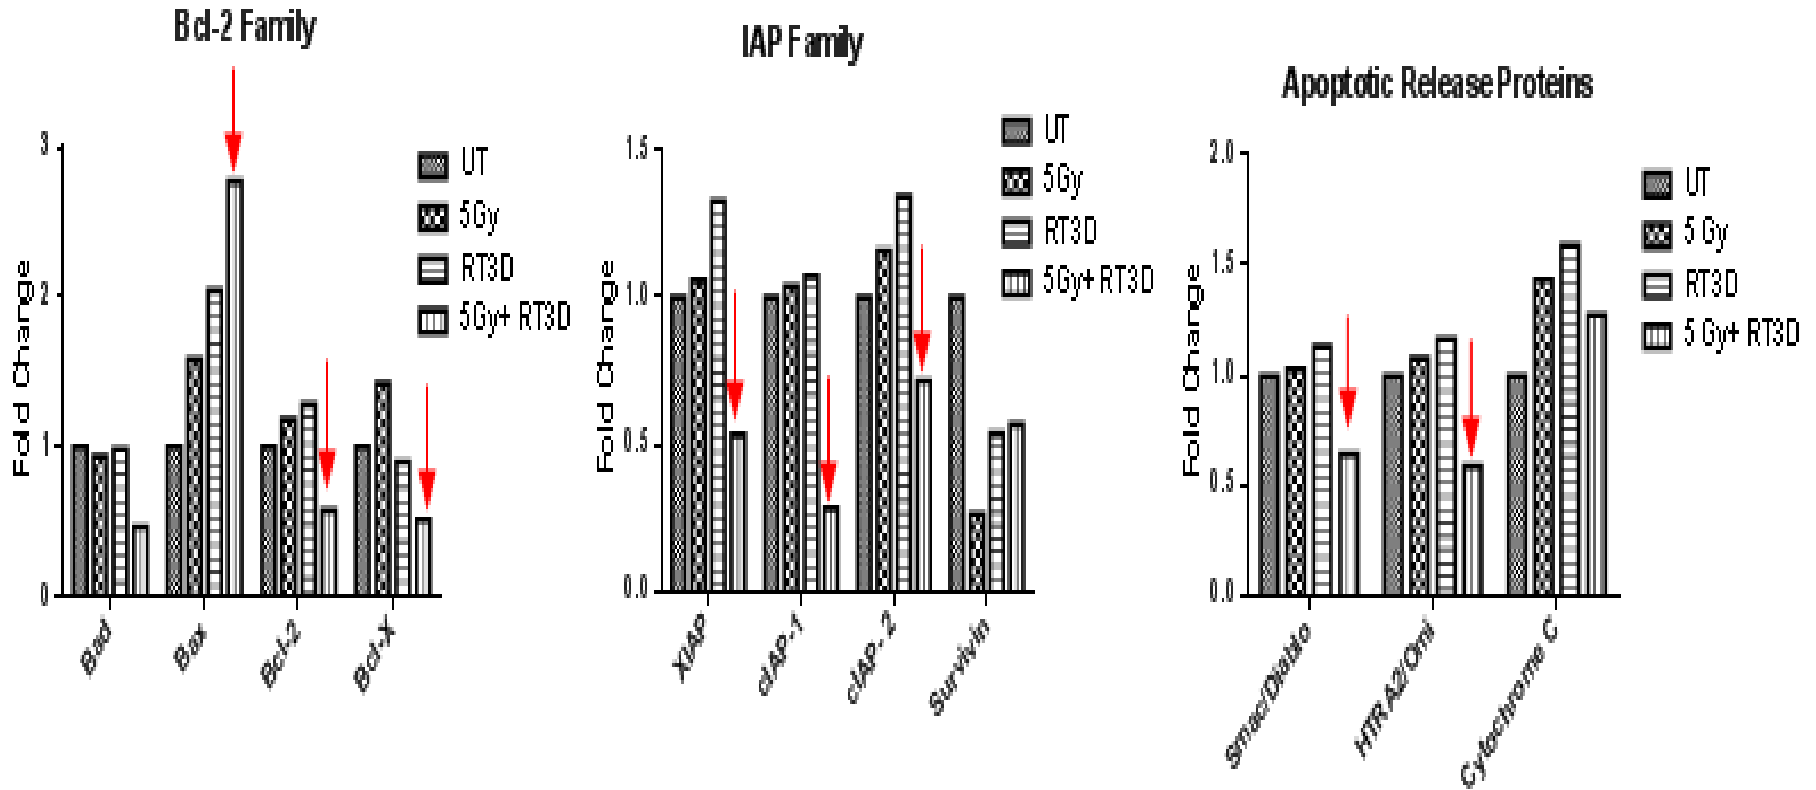 Bcl-2 Family
3
2
1
0
Fold Change
UT
5Gy
RT3D
5Gy+ RT3D
Bad
Bax
Bcl-2
Bcl-X
IAP Family
1.5
1.0
0.5
0.0
Fold Change
UT
5Gy
RT3D
5Gy+ RT3D
XIAP
cIAP-1
cIAP-2
Survivin
Apoptotic Release Proteins
2.0
1.5
1.0
0.5
0.0
Fold Change
UT
5 Gy
RT3D
5 Gy+ RT3D
Smac/Diablo
HTRA2/Omi
Cytochrome C